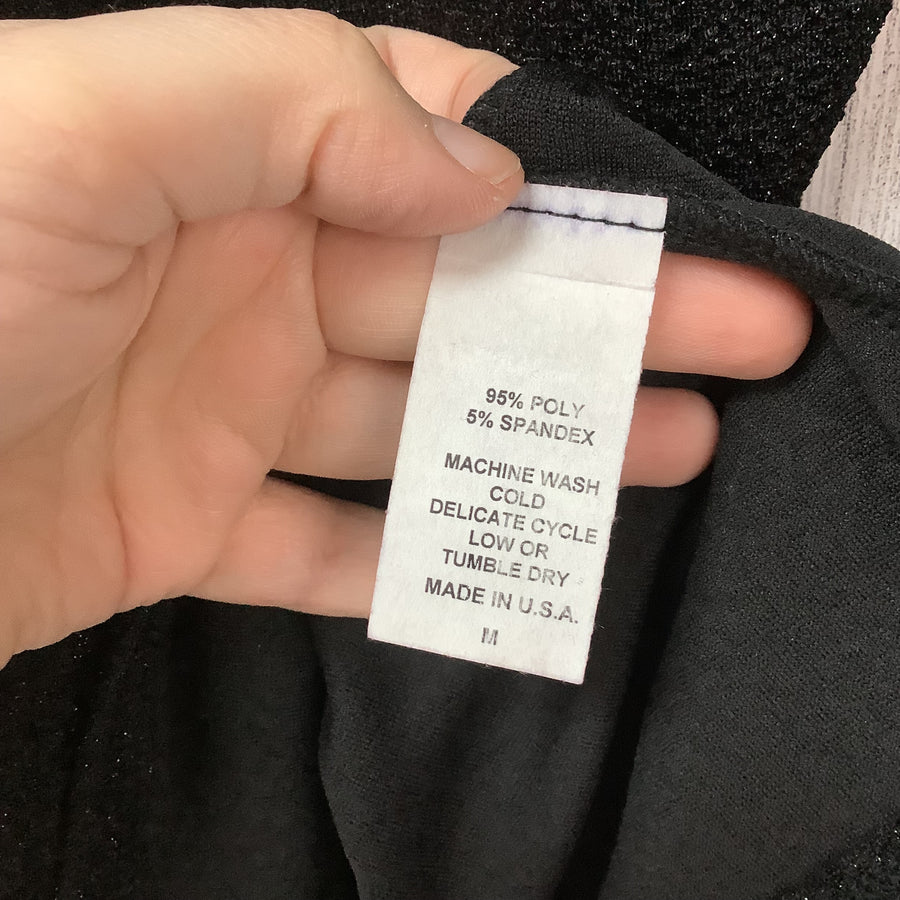 95% POLY
5% SPANDEX
MACHINE WASH
COLD
DELICATE CYCLE
LOW OR
TUMBLE DRY
MADE IN U.S.A.
M